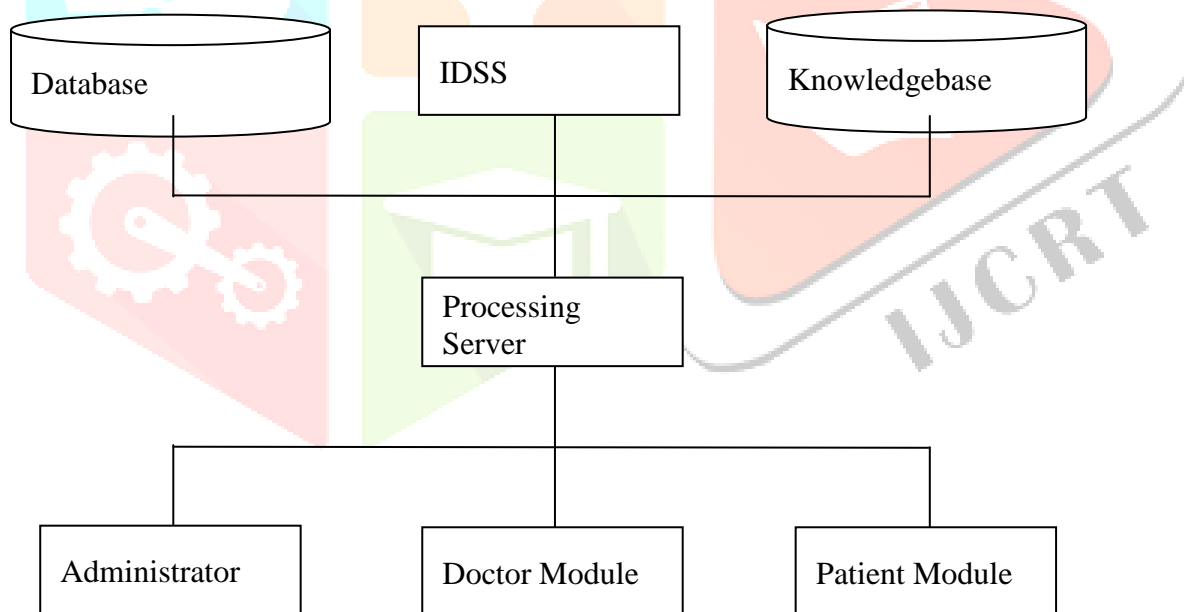 Database
IDSS
Knowledgebase
IJCRT
Processing
Server
Administrator
Doctor Module
Patient Module